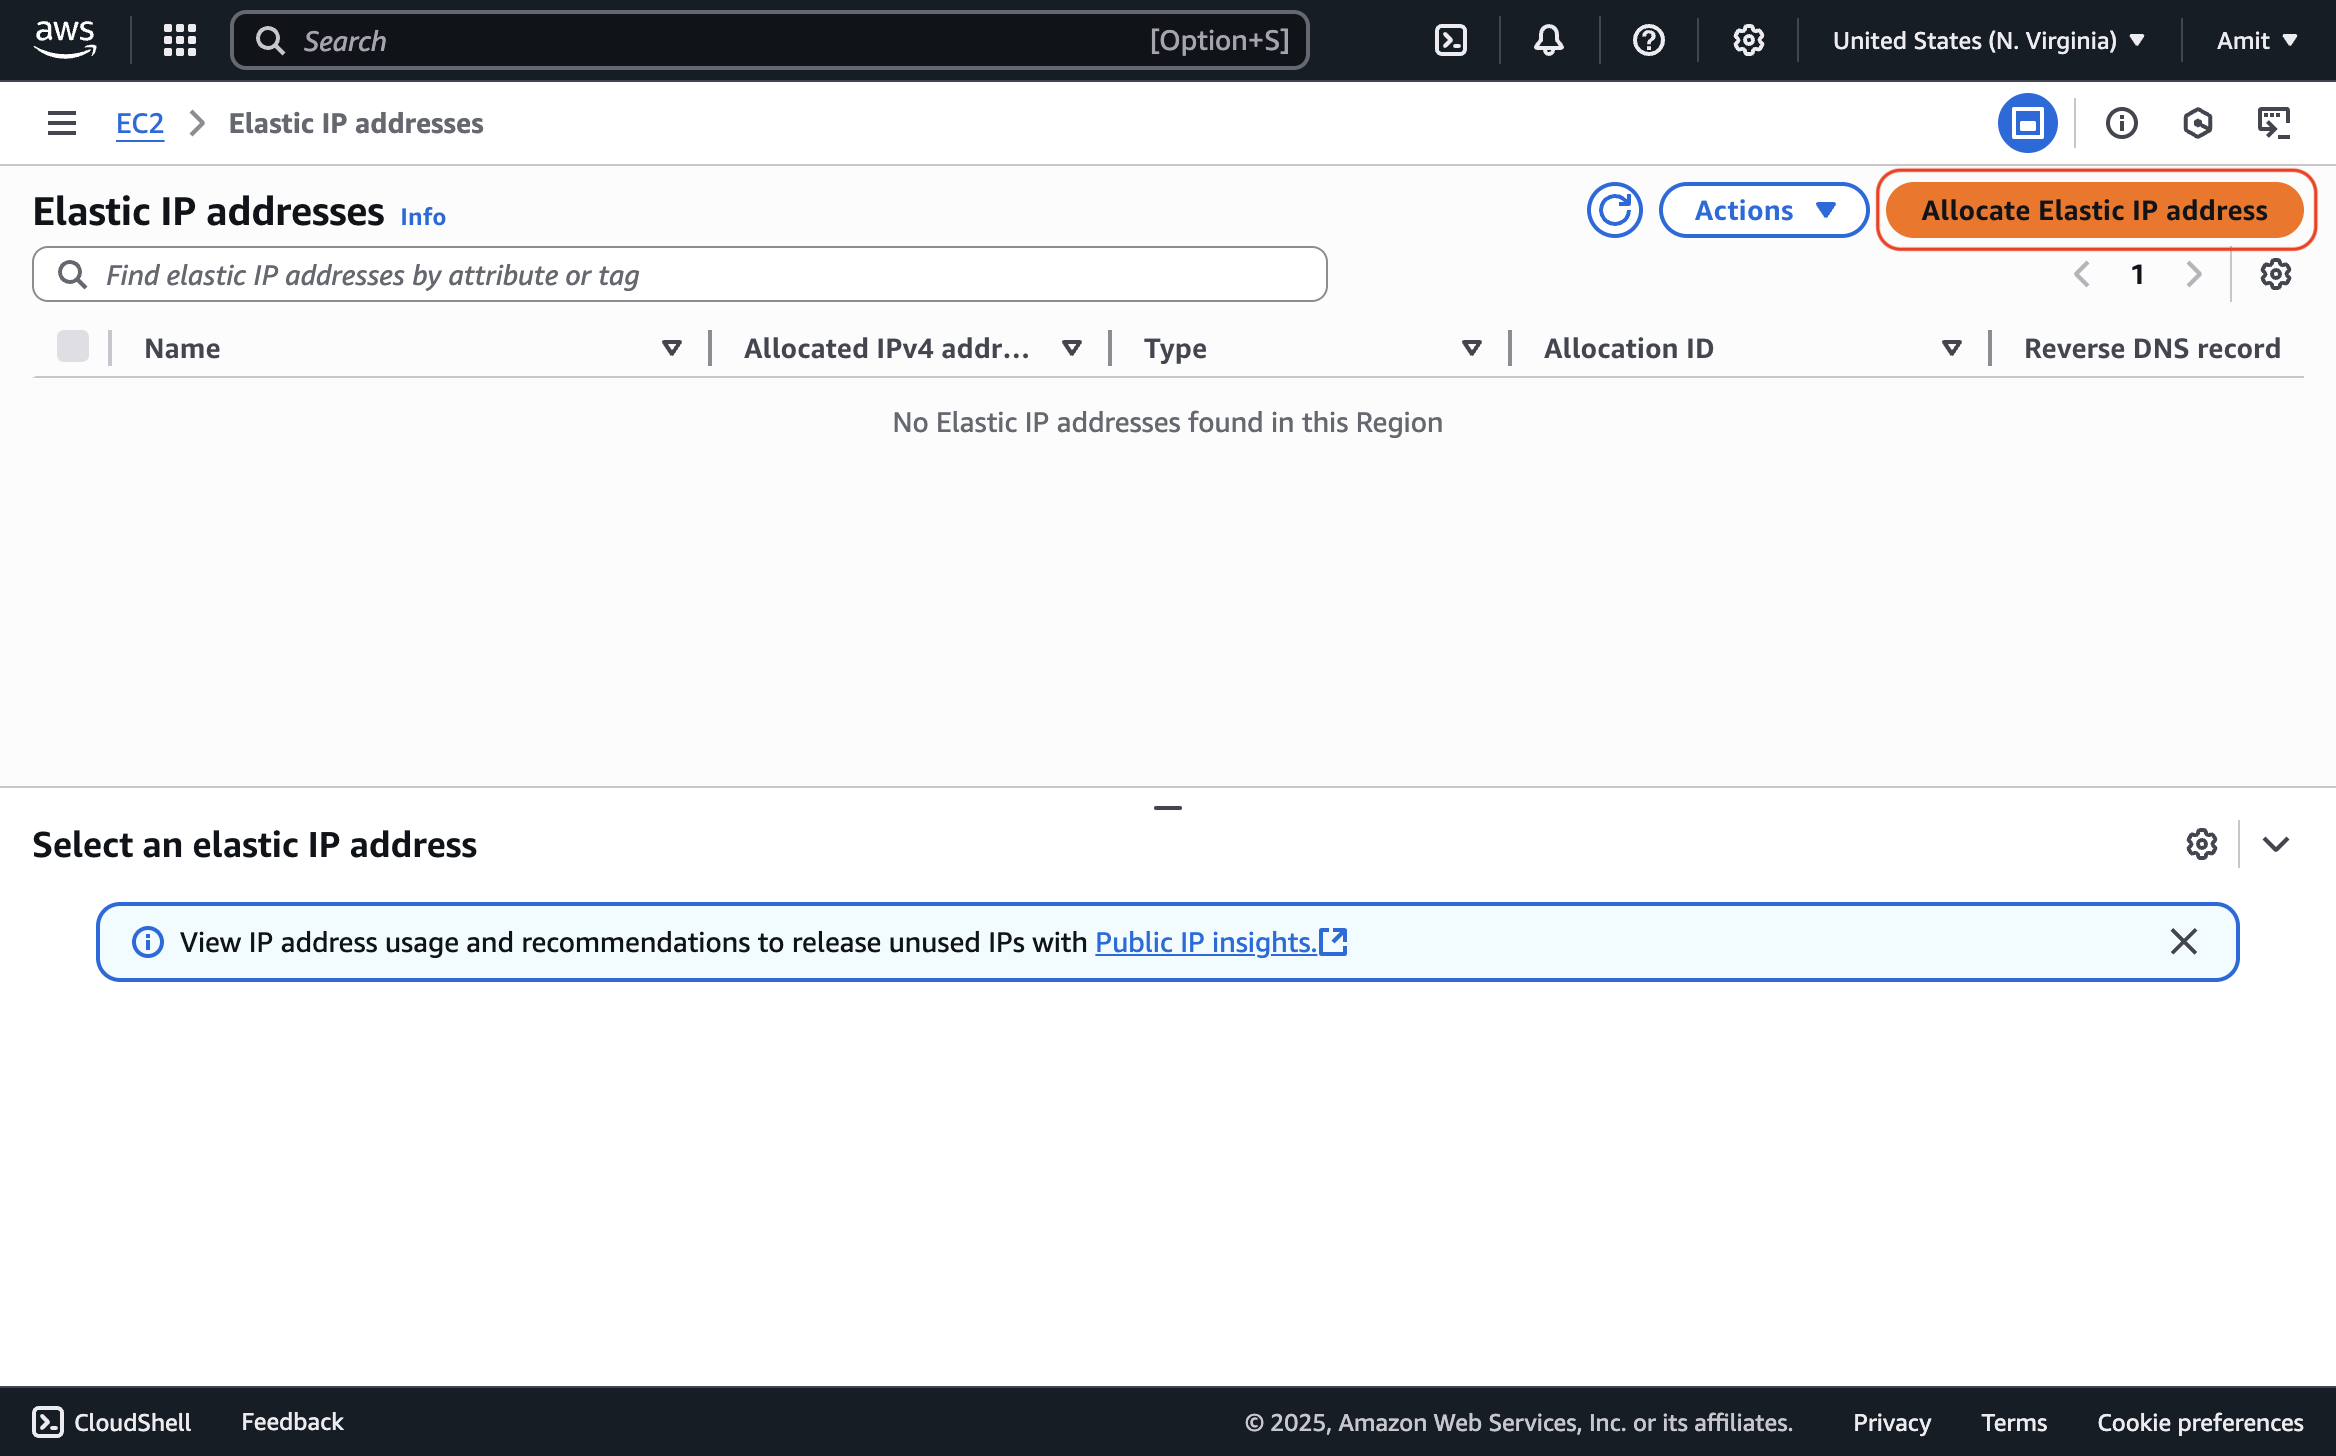 aws
Search [Option+S]
United States (N. Virginia)
Amit
EC2 Elastic IP addresses
Elastic IP addresses Info
Actions
Allocate Elastic IP address
Find elastic IP addresses by attribute or tag
1
Name Allocated IPv4 addr... Type Allocation ID Reverse DNS record
No Elastic IP addresses found in this Region
Select an elastic IP address
View IP address usage and recommendations to release unused IPs with Public IP insights.
CloudShell Feedback © 2025, Amazon Web Services, Inc. or its affiliates. Privacy Terms Cookie preferences